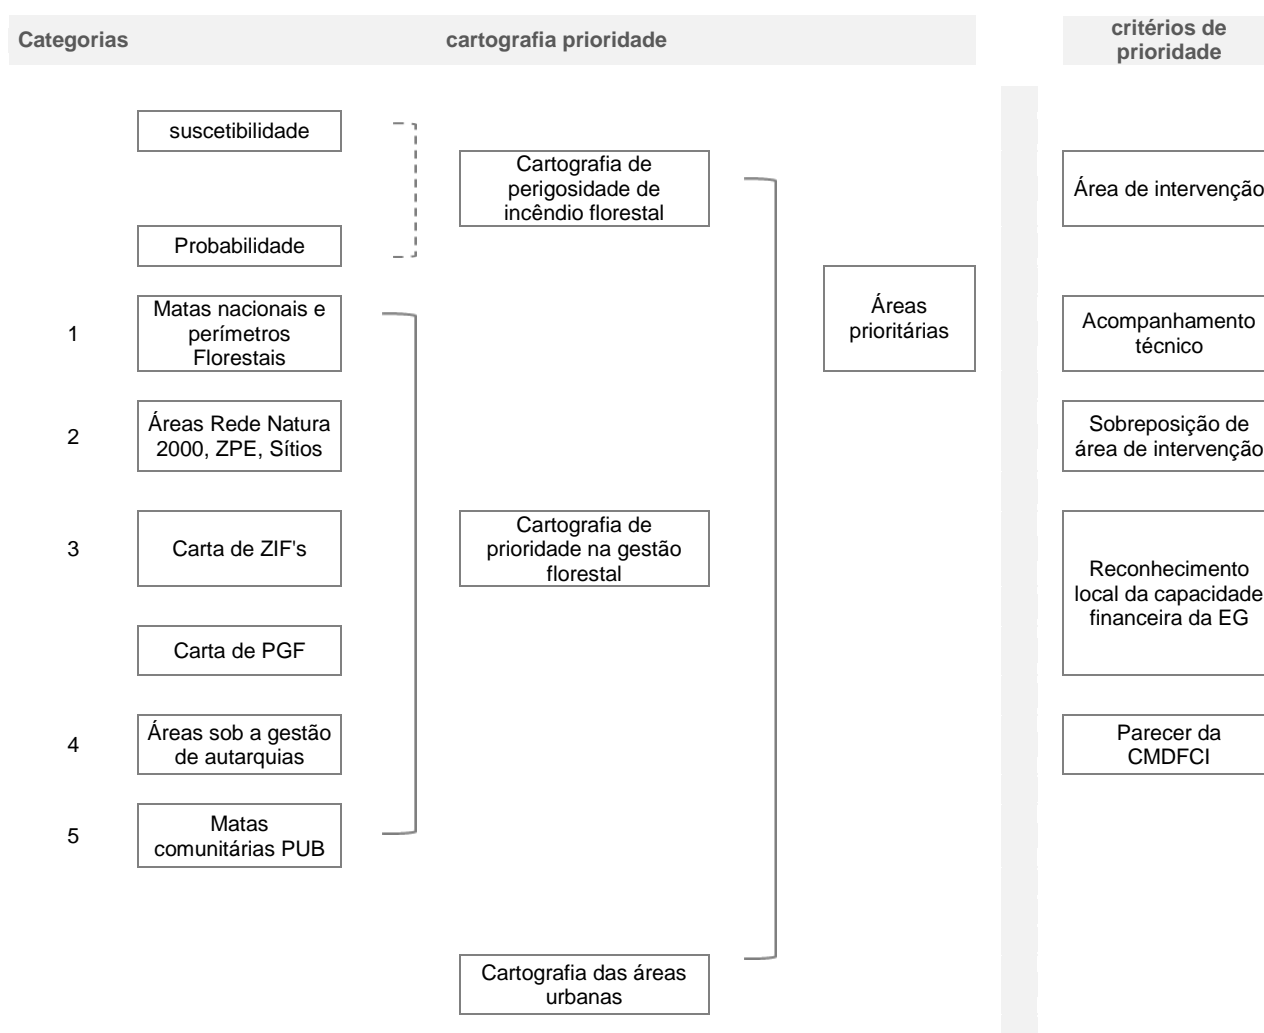 Categorias
cartografia prioridade
critérios de
prioridade
suscetibilidade
Probabilidade
Cartografia de
perigosidade de
incêndio florestal
Área de intervenção
1
Matas nacionais e
perímetros
Florestais
Áreas
prioritárias
Acompanhamento
técnico
2
Áreas Rede Natura
2000, ZPE, Sítios
Sobreposição de
área de intervenção
3
Carta de ZIF's
Cartografia de
prioridade na gestão
florestal
Reconhecimento
local da capacidade
financeira da EG
Carta de PGF
4
Áreas sob a gestão
de autarquias
Parecer da
CMDFCI
5
Matas
comunitárias PUB
Cartografia das áreas
urbanas